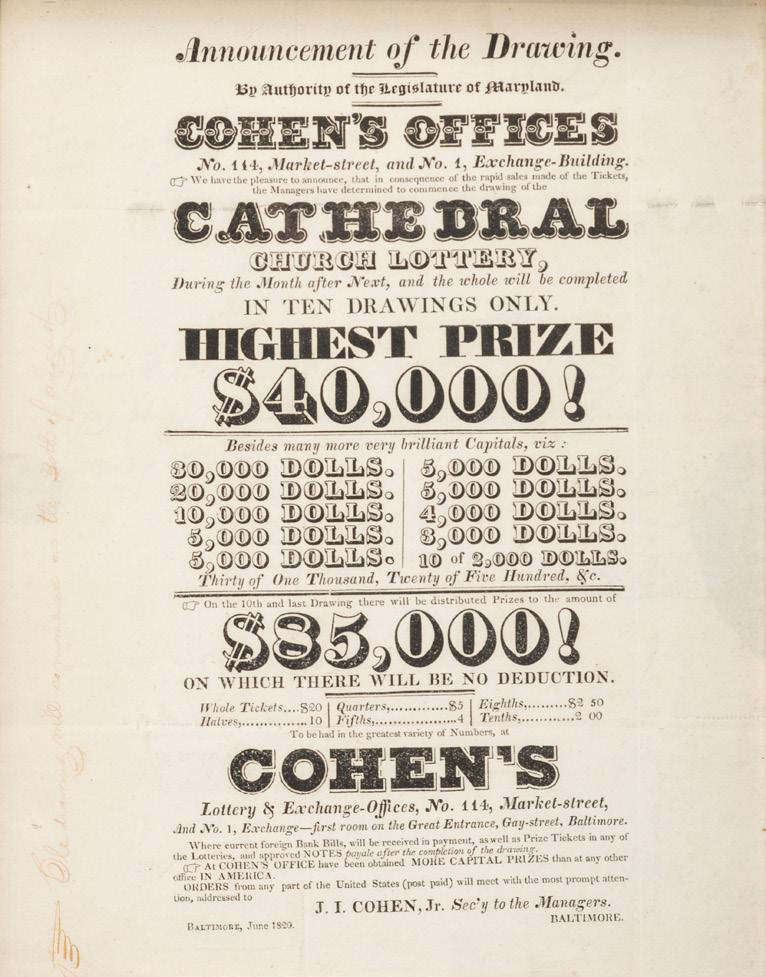 Announcement of the Drawing.
By Authority of the Legislature of Maryland.
COHEN'S OFFICES
No. 114, Market-street, and No. 1, Exchange-Building.
☞ We have the pleasure to announce, that in consequence of the rapid sales made of the Tickets,
the Managers have determined to commence the drawing of the
CATHEDRAL
CHURCH LOTTERY,
During the Month after Next, and the whole will be completed
IN TEN DRAWINGS ONLY.
HIGHEST PRIZE
$40,000!
Besides many more very brilliant Capitals, viz :
30,000 DOLLS. | 5,000 DOLLS.
20,000 DOLLS. | 5,000 DOLLS.
10,000 DOLLS. | 4,000 DOLLS.
5,000 DOLLS. | 3,000 DOLLS.
5,000 DOLLS. | 10 of 2,000 DOLLS.
Thirty of One Thousand, Twenty of Five Hundred, &c.
☞ On the 10th and last Drawing there will be distributed Prizes to the amount of
$85,000!
ON WHICH THERE WILL BE NO DEDUCTION.
Whole Tickets....$20 | Quarters,............$5 | Eighths,........$2 50
Halves,..............10 | Fifths,....................4 | Tenths,...........2 00
To be had in the greatest variety of Numbers, at
COHEN'S
Lottery & Exchange-Offices, No. 114, Market-street,
And No. 1, Exchange—first room on the Great Entrance, Gay-street, Baltimore.
Where current foreign Bank Bills, will be received in payment, as well as Prize Tickets in any of
the Lotteries, and approved NOTES payale after the completion of the drawing.
☞ At COHEN'S OFFICE have been obtained MORE CAPITAL PRIZES than at any other
office IN AMERICA.
ORDERS from any part of the United States (post paid) will meet with the most prompt atten-
tion, addressed to
J. I. COHEN, Jr. Sec'y to the Managers.
BALTIMORE.
BALTIMORE, June 1820.
will commence on the of august